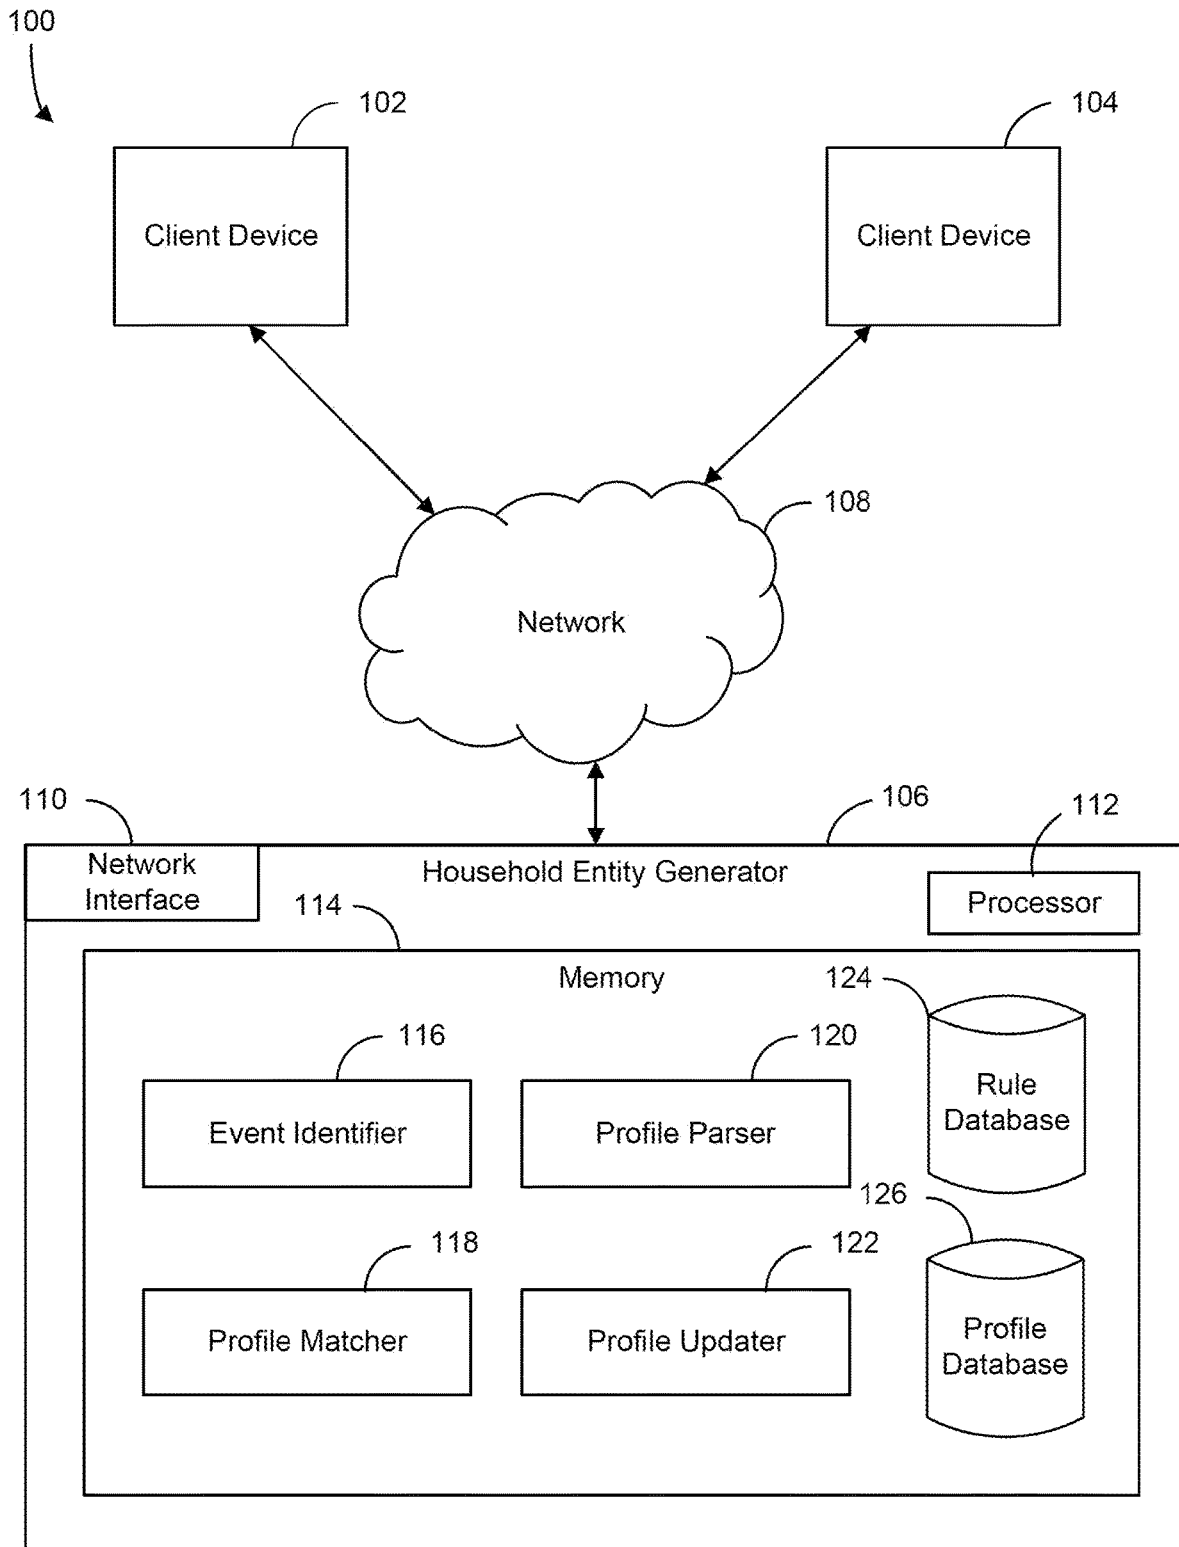 100
102
104
Client Device
Client Device
108
Network
110
106
112
Network
Interface
Household Entity Generator
Processor
114
Memory
124
116
120
Rule
Database
Event Identifier
Profile Parser
126
118
122
Profile
Database
Profile Matcher
Profile Updater